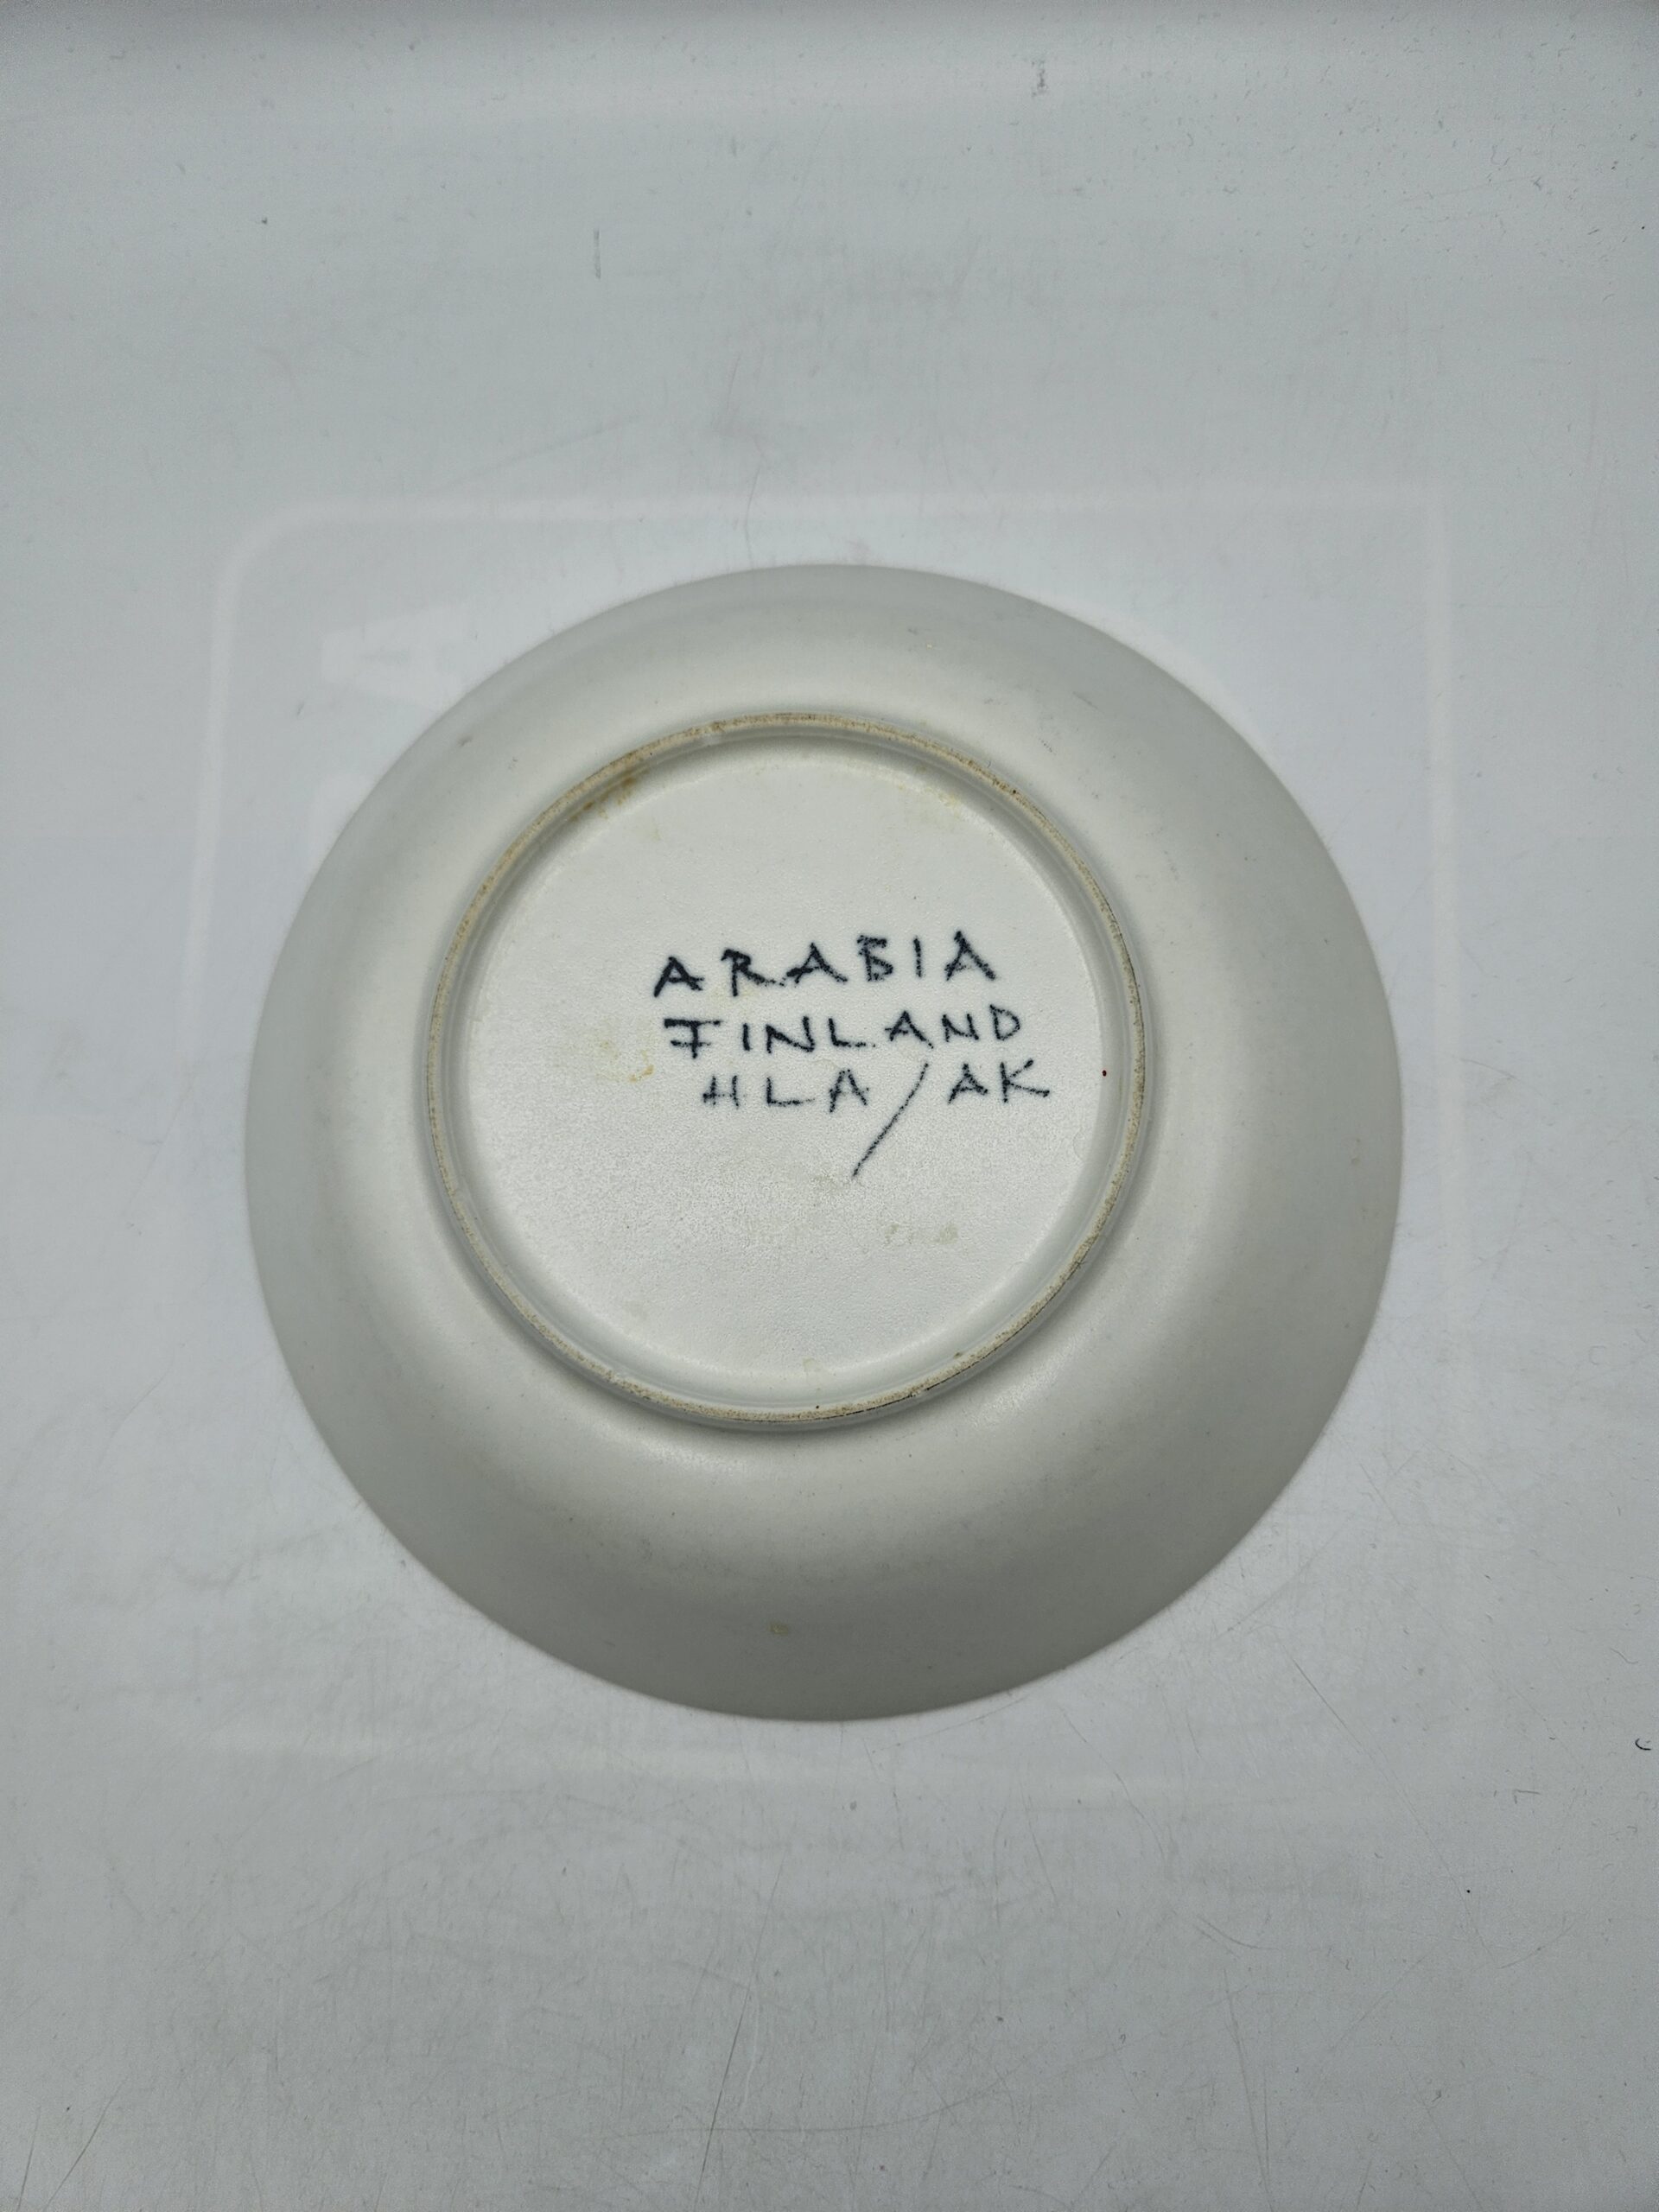 ARABIA
FINLAND
HLA / AK